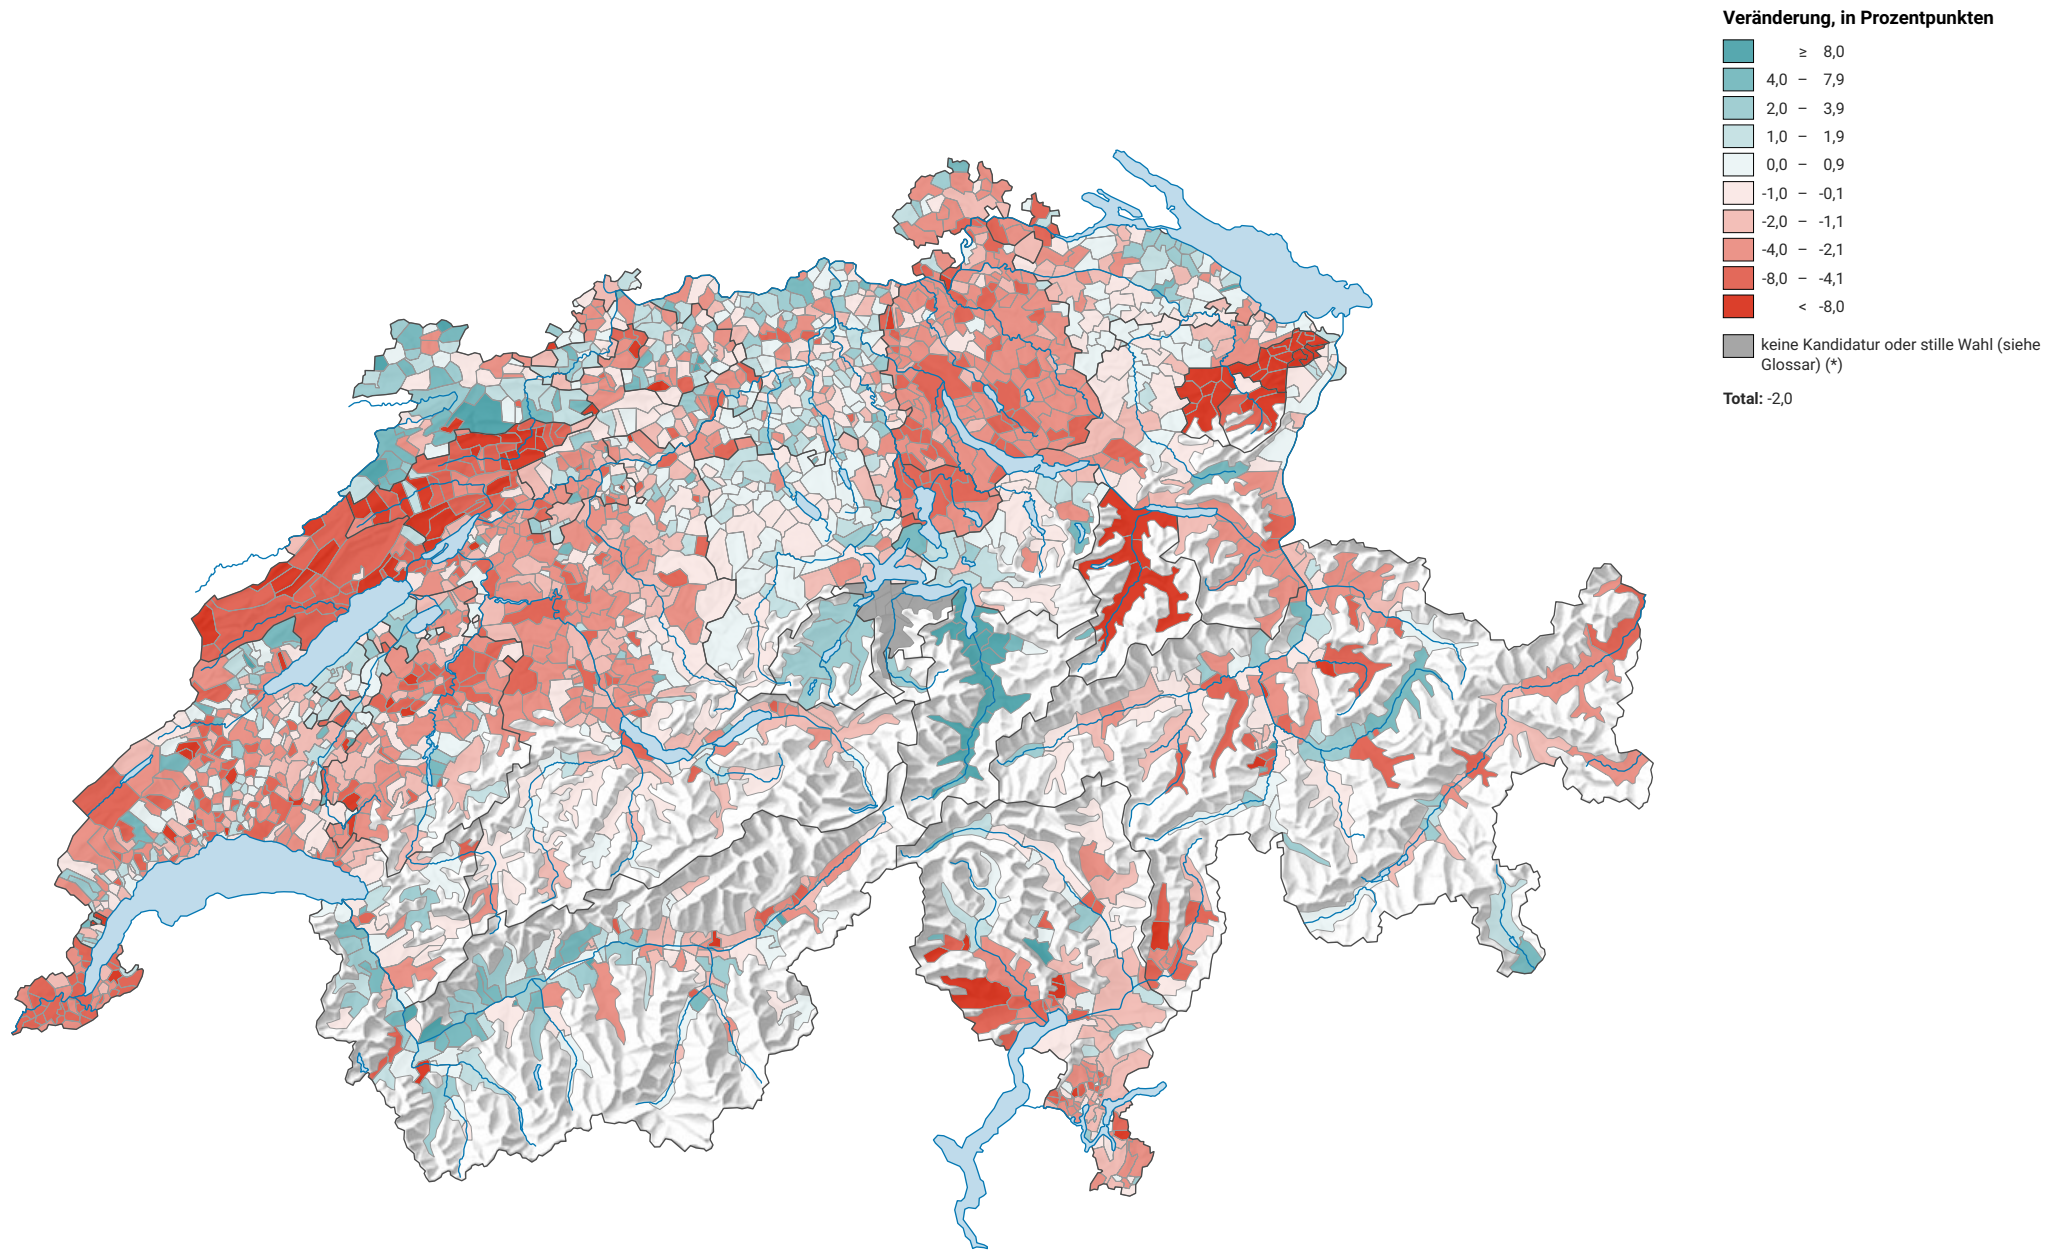 Veränderung, in Prozentpunkten
≥ 8,0
4,0 – 7,9
2,0 – 3,9
1,0 – 1,9
0,0 – 0,9
-1,0 – -0,1
-2,0 – -1,1
-4,0 – -2,1
-8,0 – -4,1
< -8,0
keine Kandidatur oder stille Wahl (siehe
Glossar) (*)
Total: -2,0